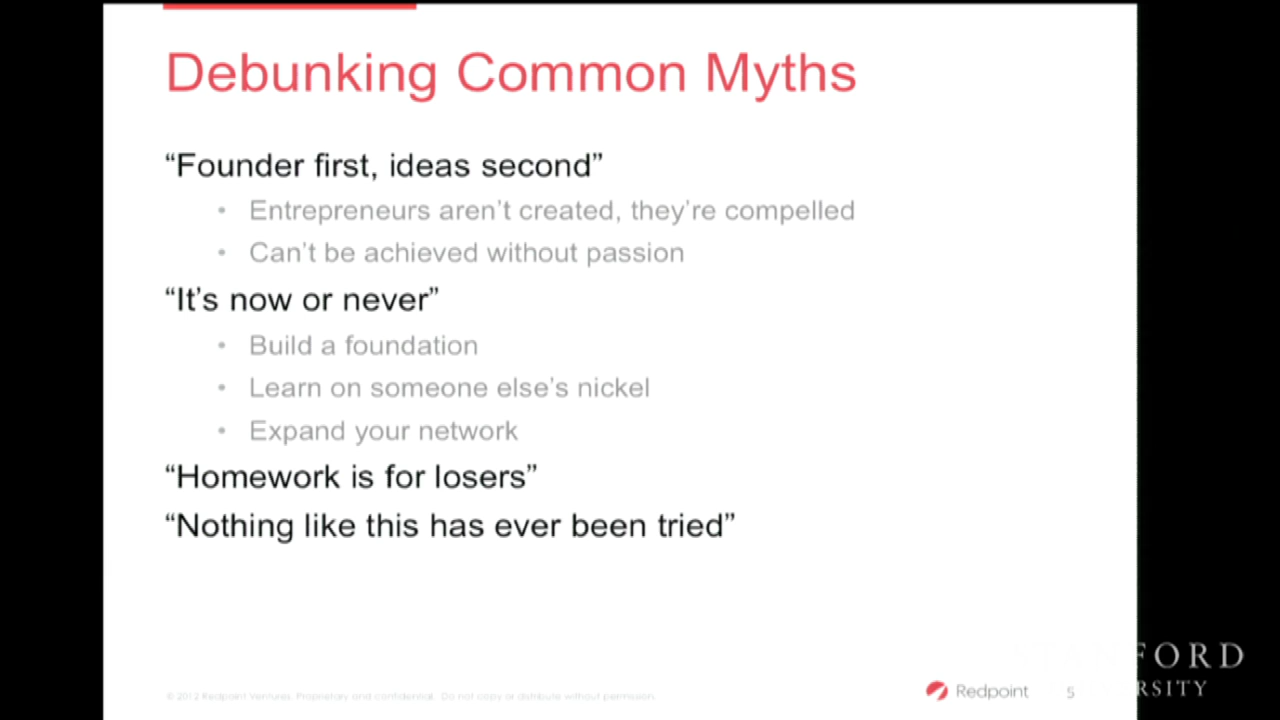 Debunking Common Myths
“Founder first, ideas second”
• Entrepreneurs aren’t created, they’re compelled
• Can’t be achieved without passion
“It’s now or never”
• Build a foundation
• Learn on someone else’s nickel
• Expand your network
“Homework is for losers”
“Nothing like this has ever been tried”
© 2012 Redpoint Ventures. Proprietary and confidential. Do not copy or distribute without permission.
Redpoint 5
FORD
RSITY